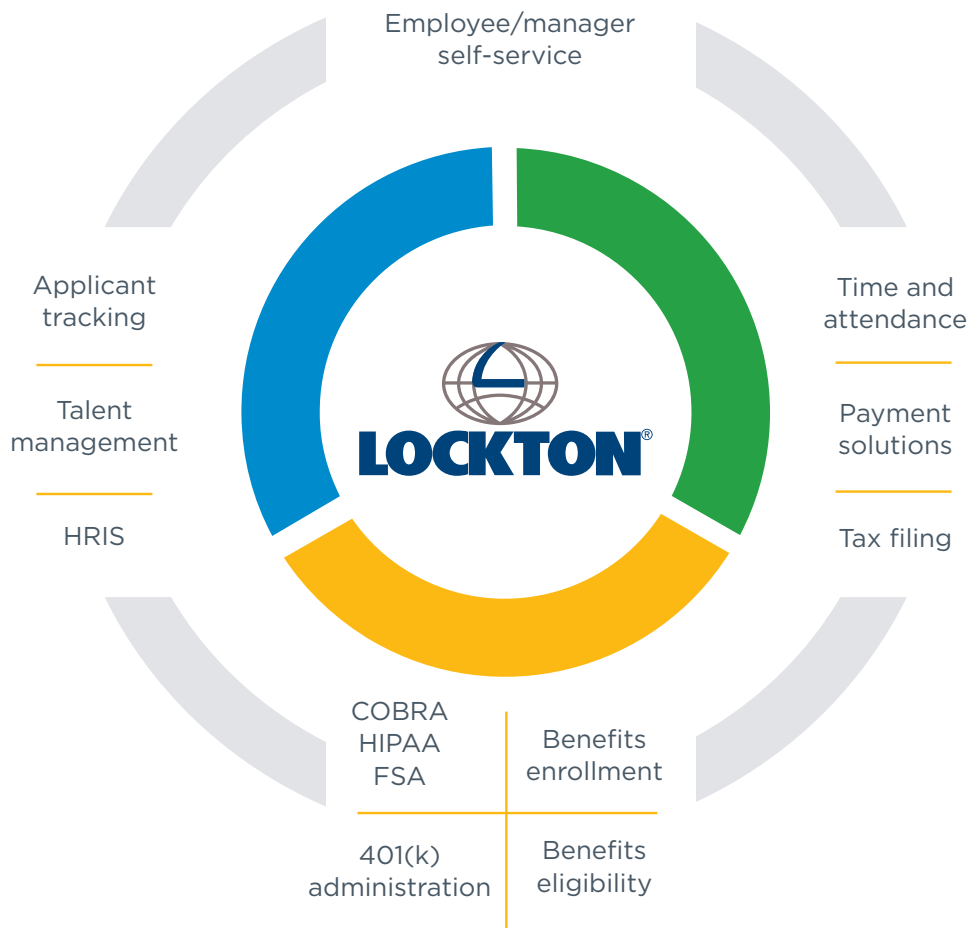 Employee/manager
self-service
Applicant
tracking
Talent
management
HRIS
LOCKTON®
Time and
attendance
Payment
solutions
Tax filing
COBRA
HIPAA
FSA
Benefits
enrollment
401(k)
administration
Benefits
eligibility